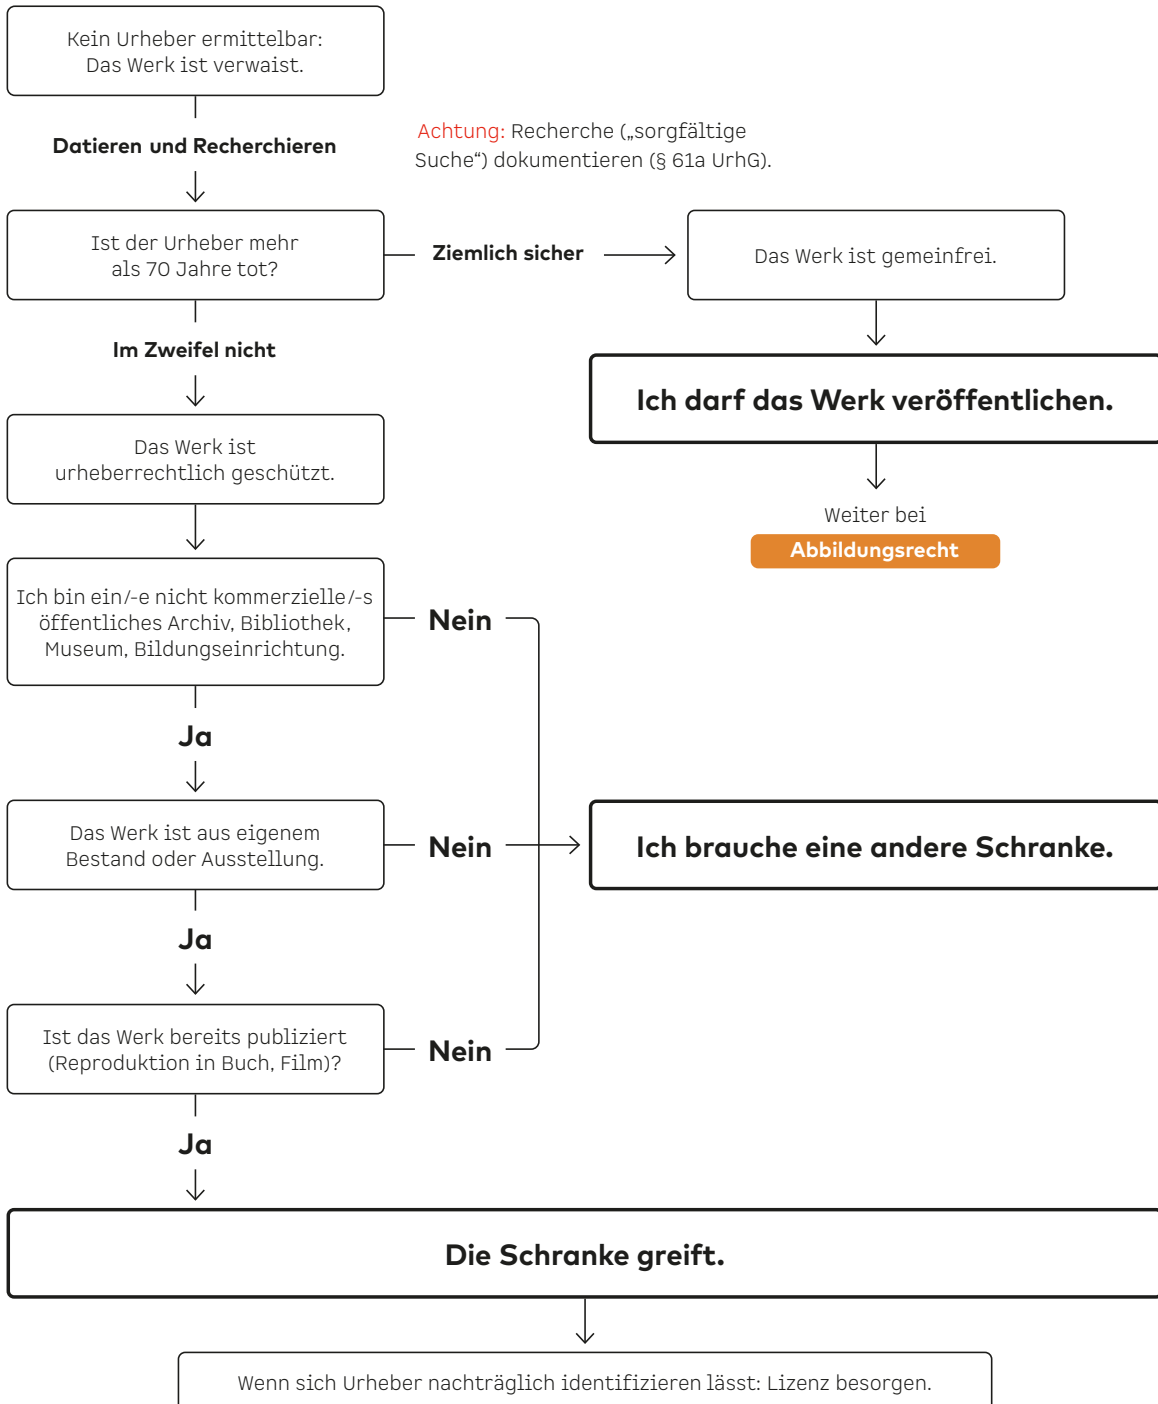 Kein Urheber ermittelbar:
Das Werk ist verwaist.
Datieren und Recherchieren
Achtung: Recherche („sorgfältige
Suche“) dokumentieren (§ 61a UrhG).
Ist der Urheber mehr
als 70 Jahre tot?
Ziemlich sicher
Das Werk ist gemeinfrei.
Im Zweifel nicht
Ich darf das Werk veröffentlichen.
Das Werk ist
urheberrechtlich geschützt.
Weiter bei
Abbildungsrecht
Ich bin ein/-e nicht kommerzielle/-s
öffentliches Archiv, Bibliothek,
Museum, Bildungseinrichtung.
Nein
Ja
Das Werk ist aus eigenem
Bestand oder Ausstellung.
Nein
Ich brauche eine andere Schranke.
Ja
Ist das Werk bereits publiziert
(Reproduktion in Buch, Film)?
Nein
Ja
Die Schranke greift.
Wenn sich Urheber nachträglich identifizieren lässt: Lizenz besorgen.